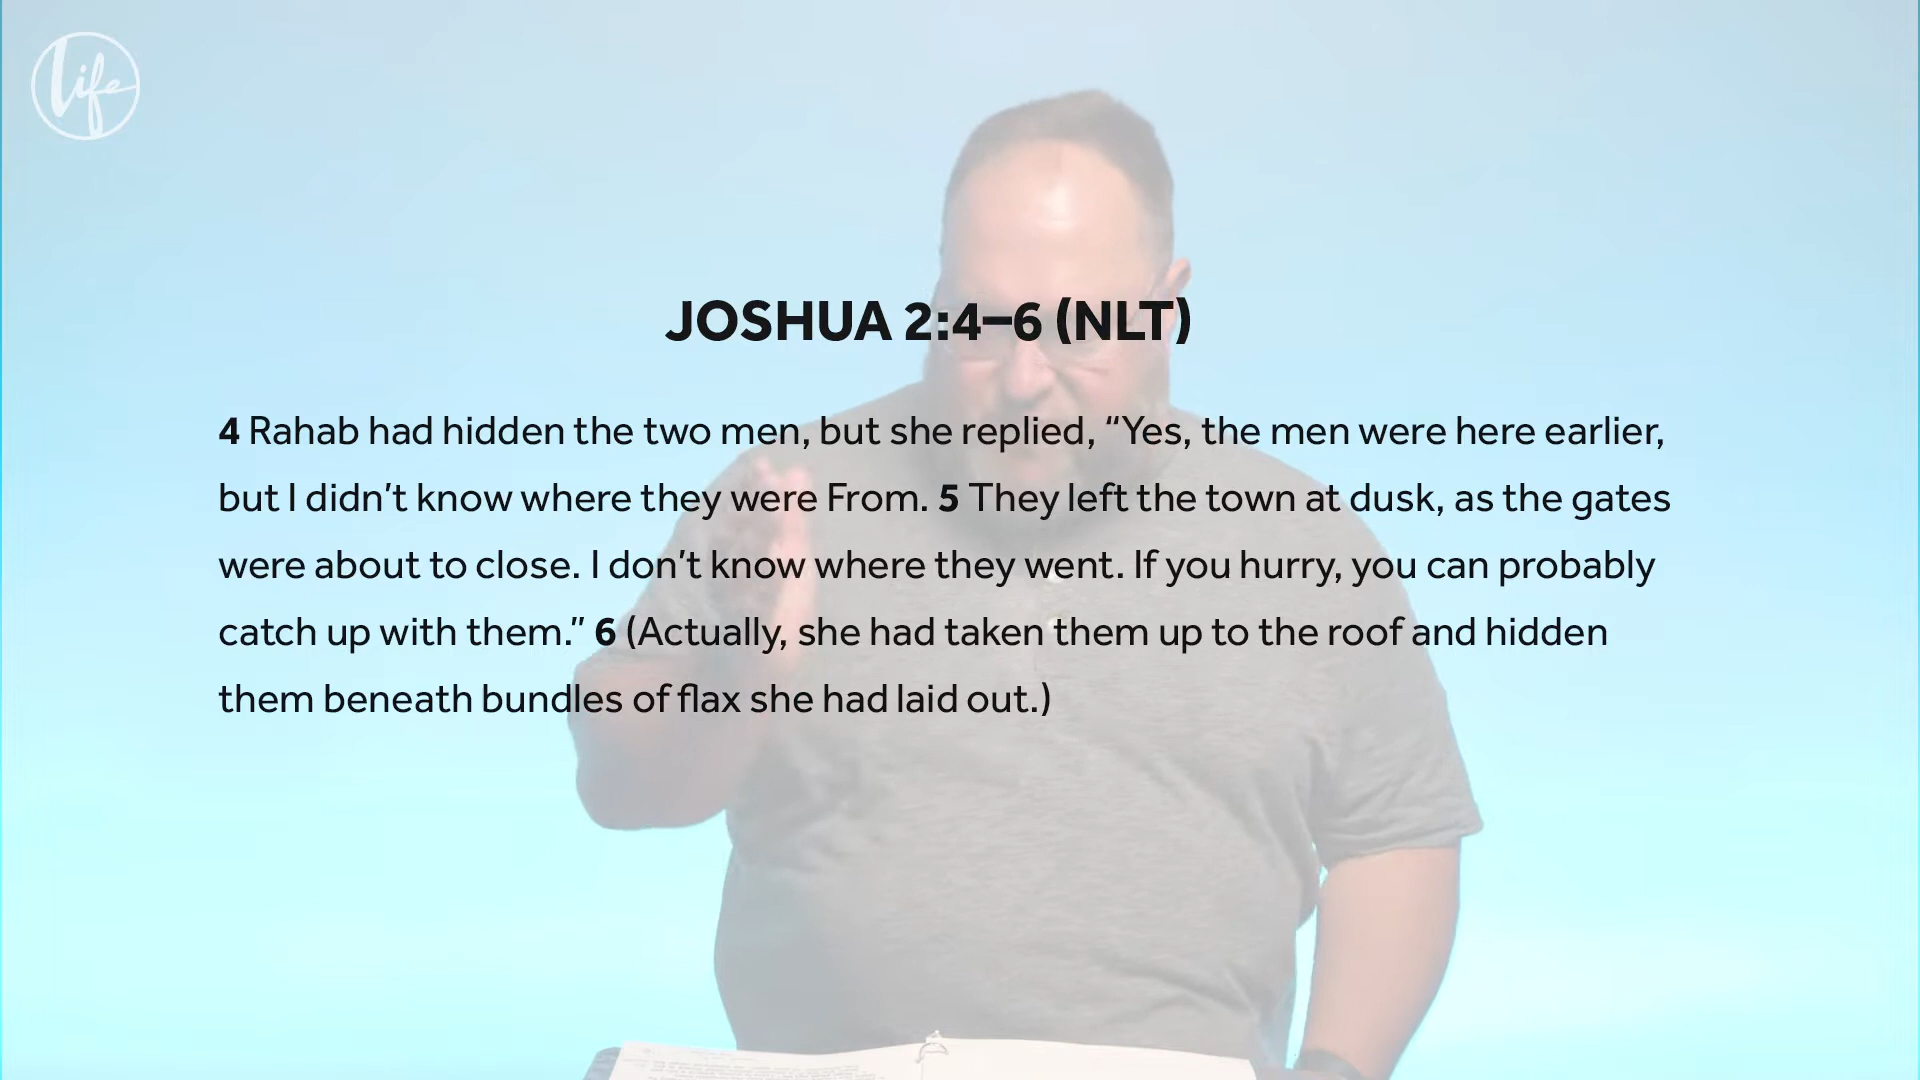 Life
JOSHUA 2:4–6 (NLT)
4 Rahab had hidden the two men, but she replied, “Yes, the men were here earlier,
but I didn’t know where they were From. 5 They left the town at dusk, as the gates
were about to close. I don’t know where they went. If you hurry, you can probably
catch up with them.” 6 (Actually, she had taken them up to the roof and hidden
them beneath bundles of flax she had laid out.)